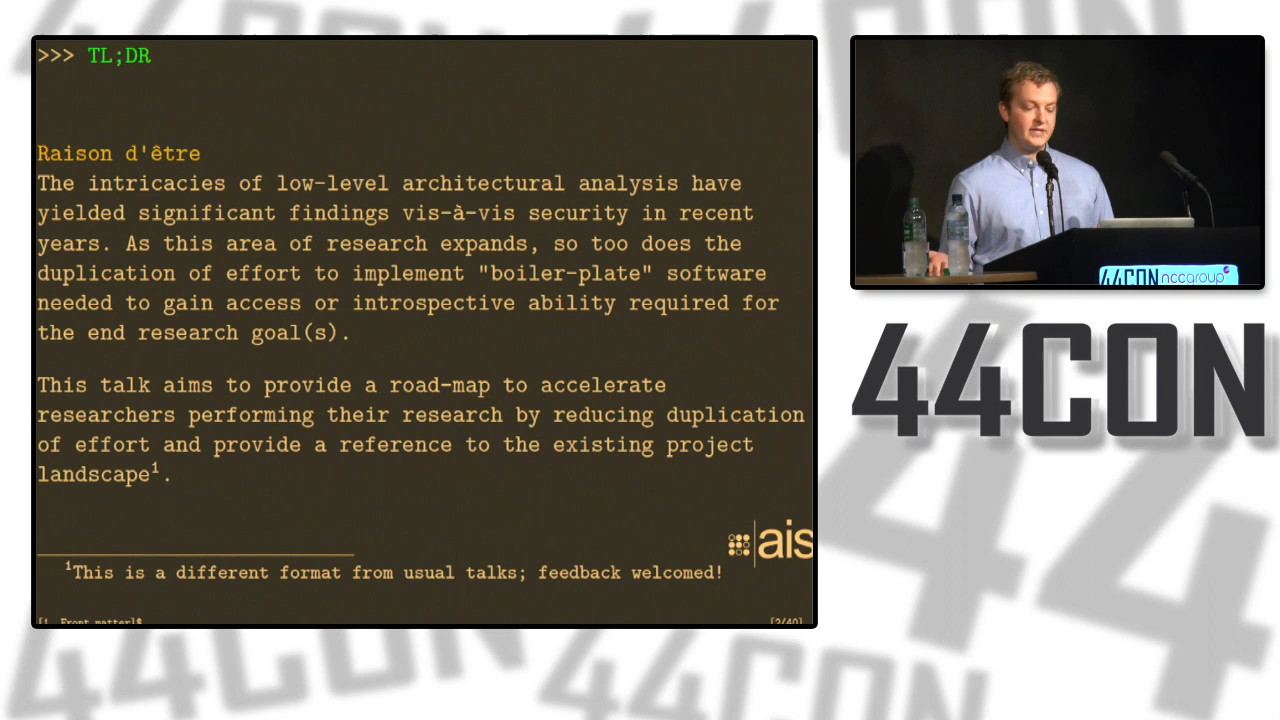 >>> TL;DR
Raison d'être
The intricacies of low-level architectural analysis have
yielded significant findings vis-à-vis security in recent
years. As this area of research expands, so too does the
duplication of effort to implement "boiler-plate" software
needed to gain access or introspective ability required for
the end research goal(s).
This talk aims to provide a road-map to accelerate
researchers performing their research by reducing duplication
of effort and provide a reference to the existing project
landscape¹.
ais
¹This is a different format from usual talks; feedback welcomed!
[1. Front matter]$ [2/40]
44CON nccgroup
44CON